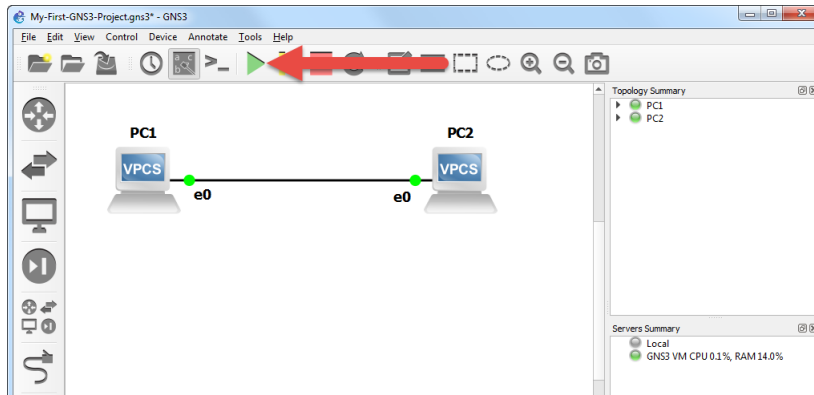 My-First-GNS3-Project.gns3* - GNS3
File Edit View Control Device Annotate Tools Help
Topology Summary
PC1
PC2
PC1
PC2
VPCS
VPCS
e0
e0
Servers Summary
Local
GNS3 VM CPU 0.1%, RAM 14.0%